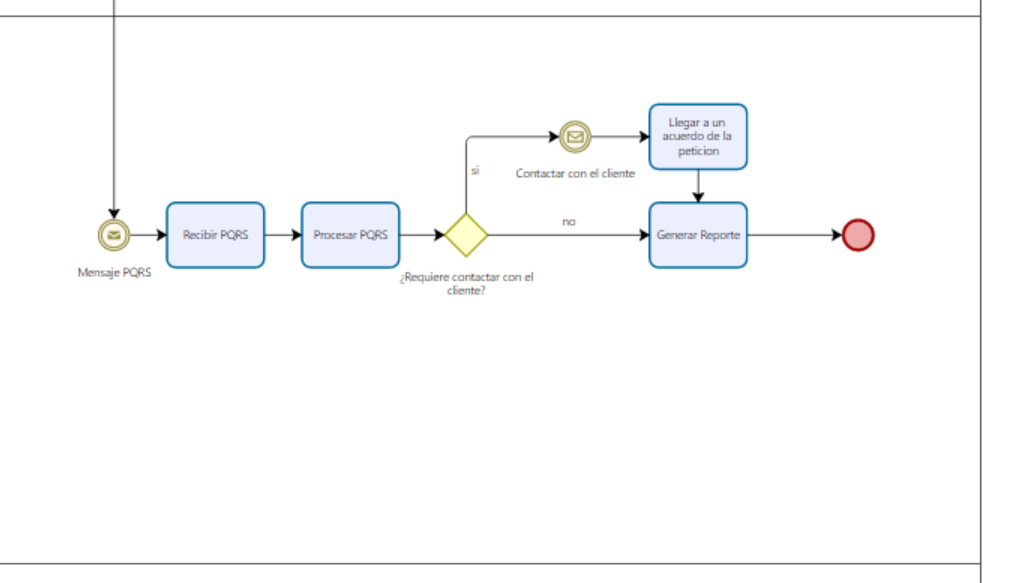 Llegar a un
acuerdo de la
peticion
si
Contactar con el cliente
no
Recibir PQRS
Procesar PQRS
Generar Reporte
Mensaje PQRS
¿Requiere contactar con el
cliente?